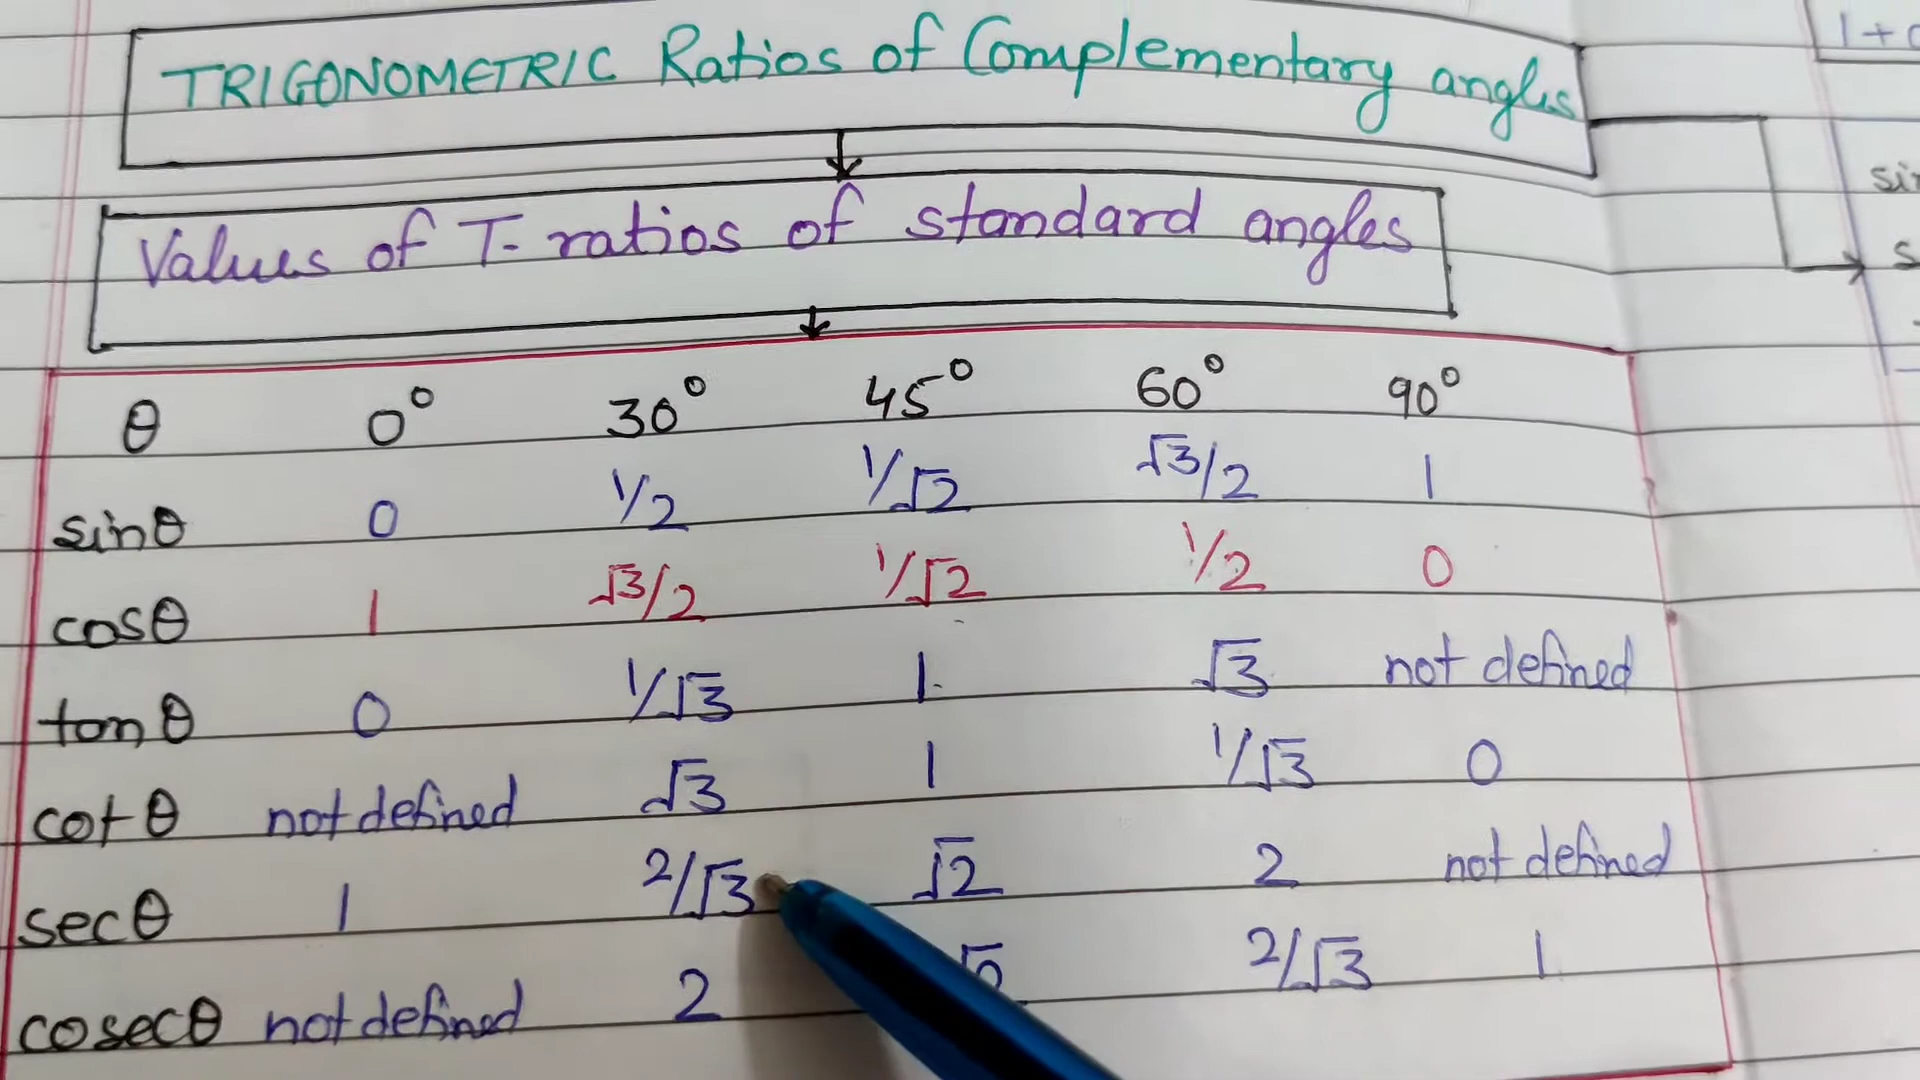 TRIGONOMETRIC Ratios of Complementary angles
1 + c
Values of T-ratios of standard angles
sin
s
θ 0° 30° 45° 60° 90°
sinθ 0 1/2 1/√2 √3/2 1
cosθ 1 √3/2 1/√2 1/2 0
tanθ 0 1/√3 1 √3 not defined
cotθ not defined √3 1 1/√3 0
secθ 1 2/√3 √2 2 not defined
cosecθ not defined 2 2/√3 1